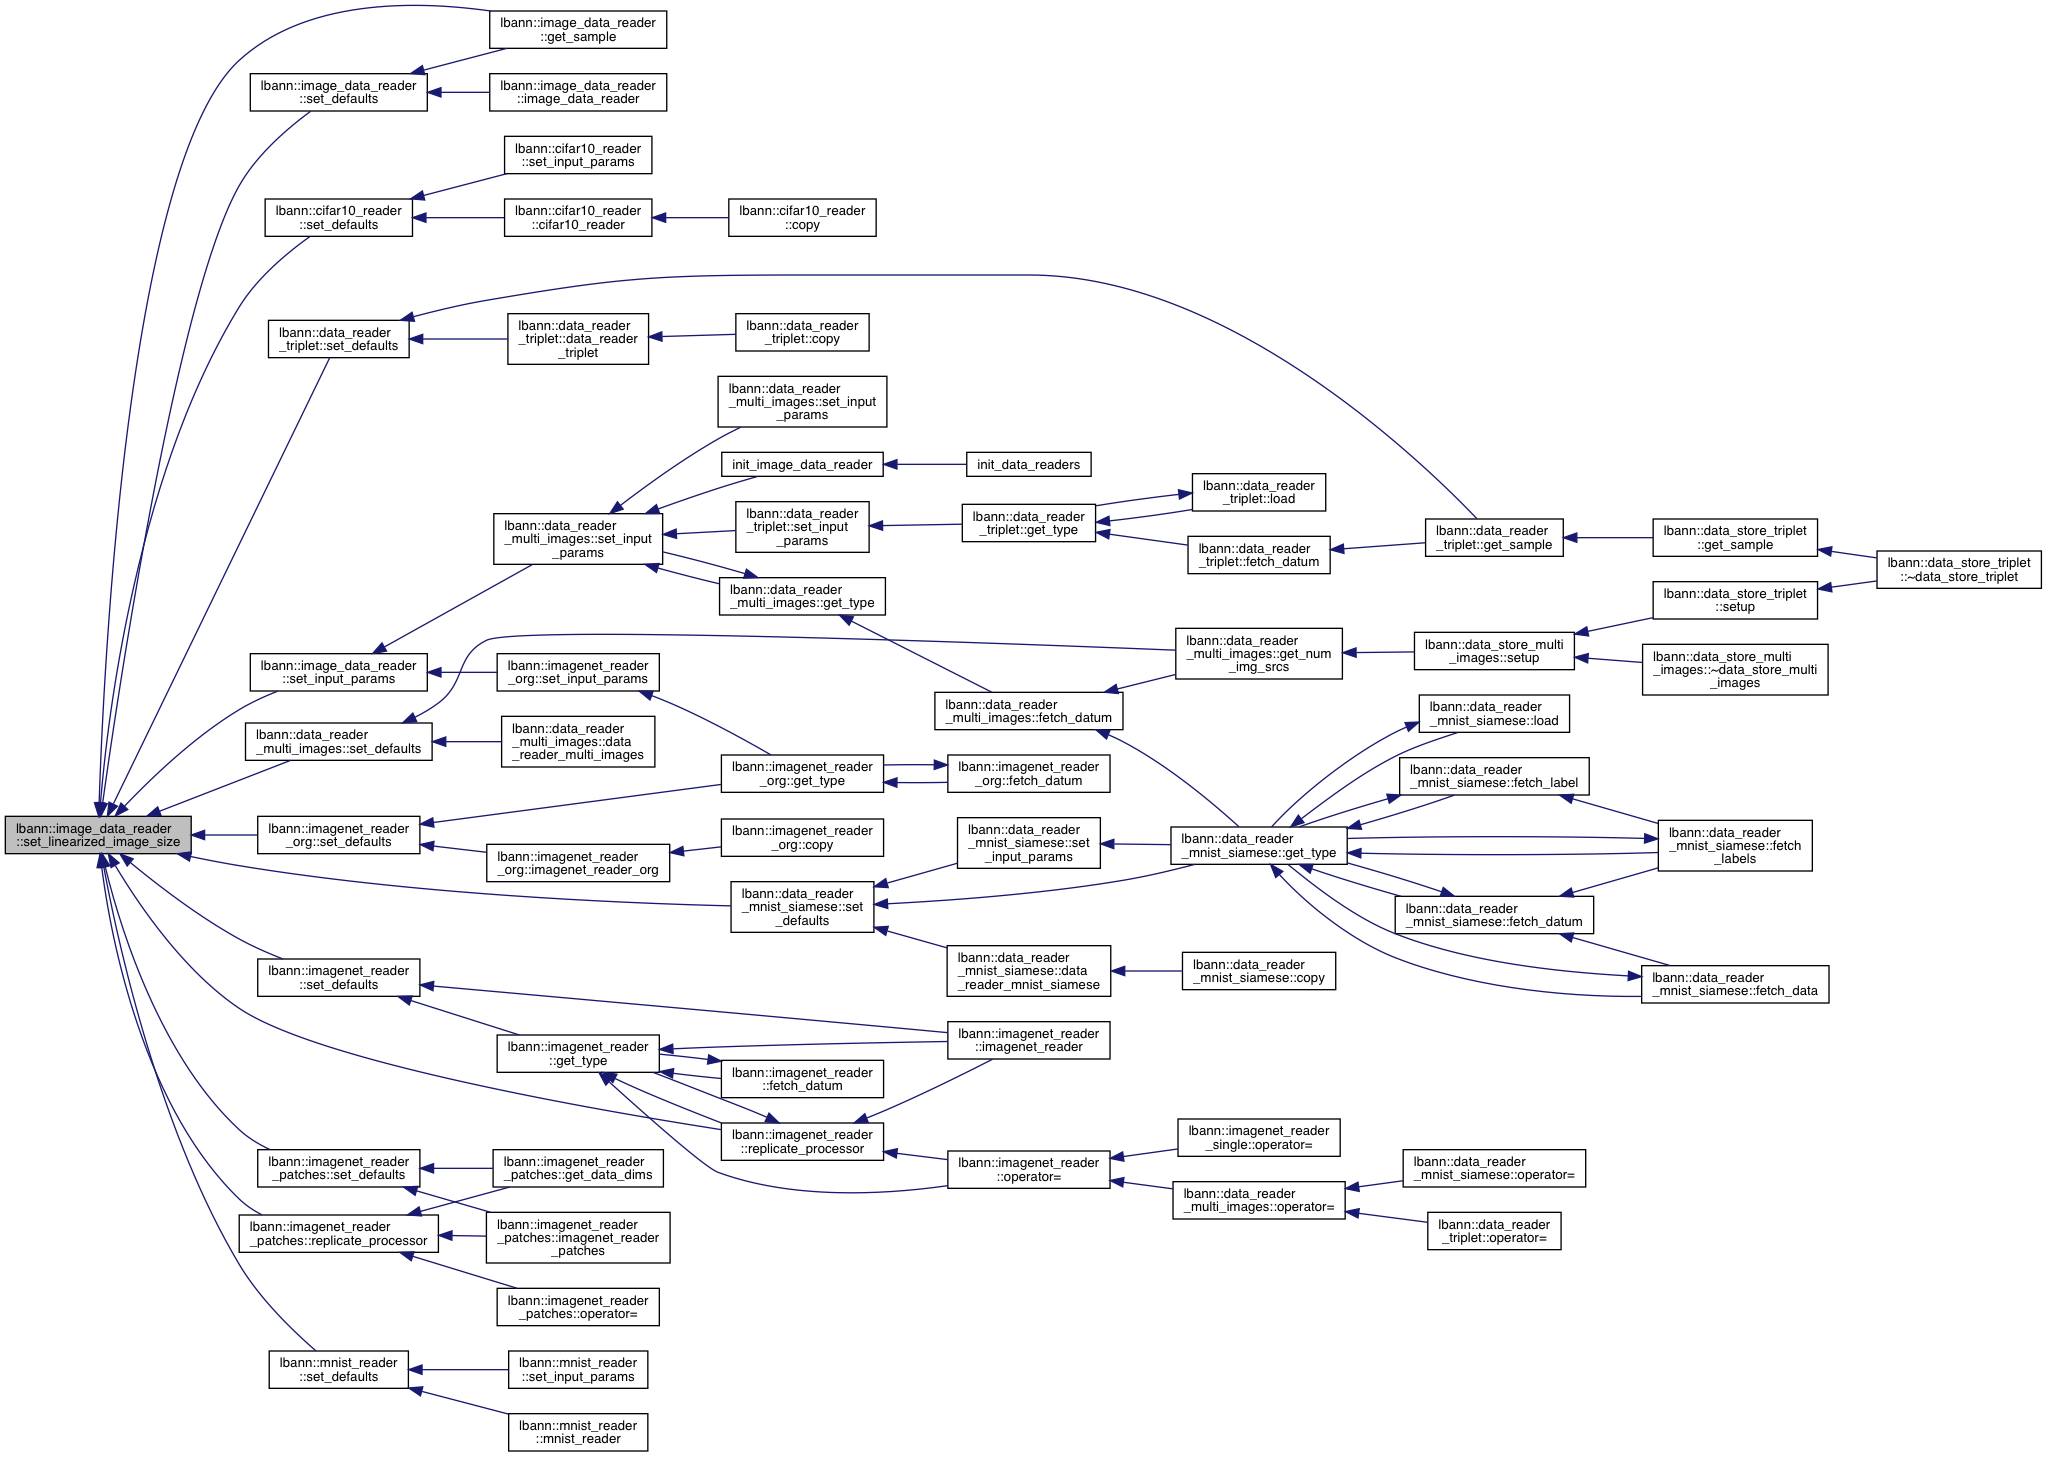 lbann::image_data_reader
::get_sample
lbann::image_data_reader
::set_defaults
lbann::image_data_reader
::image_data_reader
lbann::cifar10_reader
::set_input_params
lbann::cifar10_reader
::set_defaults
lbann::cifar10_reader
::cifar10_reader
lbann::cifar10_reader
::copy
lbann::data_reader
_triplet::set_defaults
lbann::data_reader
_triplet::data_reader
_triplet
lbann::data_reader
_triplet::copy
lbann::data_reader
_multi_images::set_input
_params
init_image_data_reader
init_data_readers
lbann::data_reader
_multi_images::set_input
_params
lbann::data_reader
_triplet::set_input
_params
lbann::data_reader
_triplet::get_type
lbann::data_reader
_triplet::load
lbann::data_reader
_triplet::fetch_datum
lbann::data_reader
_triplet::get_sample
lbann::data_store_triplet
::get_sample
lbann::data_store_triplet
::~data_store_triplet
lbann::data_store_triplet
::setup
lbann::data_reader
_multi_images::get_type
lbann::image_data_reader
::set_input_params
lbann::imagenet_reader
_org::set_input_params
lbann::data_reader
_multi_images::get_num
_img_srcs
lbann::data_store_multi
_images::setup
lbann::data_store_multi
_images::~data_store_multi
_images
lbann::data_reader
_multi_images::fetch_datum
lbann::data_reader
_multi_images::set_defaults
lbann::data_reader
_multi_images::data
_reader_multi_images
lbann::data_reader
_mnist_siamese::load
lbann::imagenet_reader
_org::get_type
lbann::imagenet_reader
_org::fetch_datum
lbann::data_reader
_mnist_siamese::fetch_label
lbann::image_data_reader
::set_linearized_image_size
lbann::imagenet_reader
_org::set_defaults
lbann::imagenet_reader
_org::imagenet_reader_org
lbann::imagenet_reader
_org::copy
lbann::data_reader
_mnist_siamese::set
_input_params
lbann::data_reader
_mnist_siamese::get_type
lbann::data_reader
_mnist_siamese::fetch
_labels
lbann::data_reader
_mnist_siamese::set
_defaults
lbann::data_reader
_mnist_siamese::fetch_datum
lbann::data_reader
_mnist_siamese::data
_reader_mnist_siamese
lbann::data_reader
_mnist_siamese::copy
lbann::data_reader
_mnist_siamese::fetch_data
lbann::imagenet_reader
::set_defaults
lbann::imagenet_reader
::get_type
lbann::imagenet_reader
::imagenet_reader
lbann::imagenet_reader
::fetch_datum
lbann::imagenet_reader
::replicate_processor
lbann::imagenet_reader
::operator=
lbann::imagenet_reader
_single::operator=
lbann::data_reader
_multi_images::operator=
lbann::data_reader
_mnist_siamese::operator=
lbann::data_reader
_triplet::operator=
lbann::imagenet_reader
_patches::set_defaults
lbann::imagenet_reader
_patches::get_data_dims
lbann::imagenet_reader
_patches::replicate_processor
lbann::imagenet_reader
_patches::imagenet_reader
_patches
lbann::imagenet_reader
_patches::operator=
lbann::mnist_reader
::set_defaults
lbann::mnist_reader
::set_input_params
lbann::mnist_reader
::mnist_reader